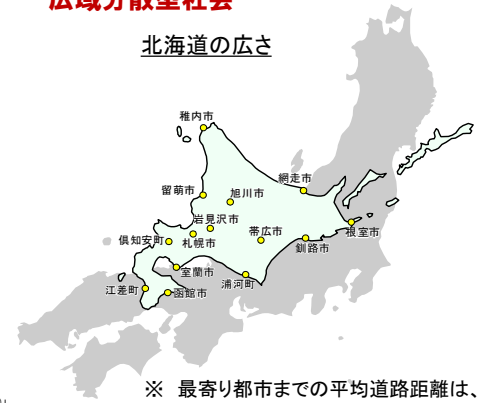 広域分散型社会
北海道の広さ
稚内市
留萌市
旭川市
網走市
岩見沢市
倶知安町
札幌市
帯広市
釧路市
根室市
室蘭市
浦河町
江差町
函館市
※ 最寄り都市までの平均道路距離は、